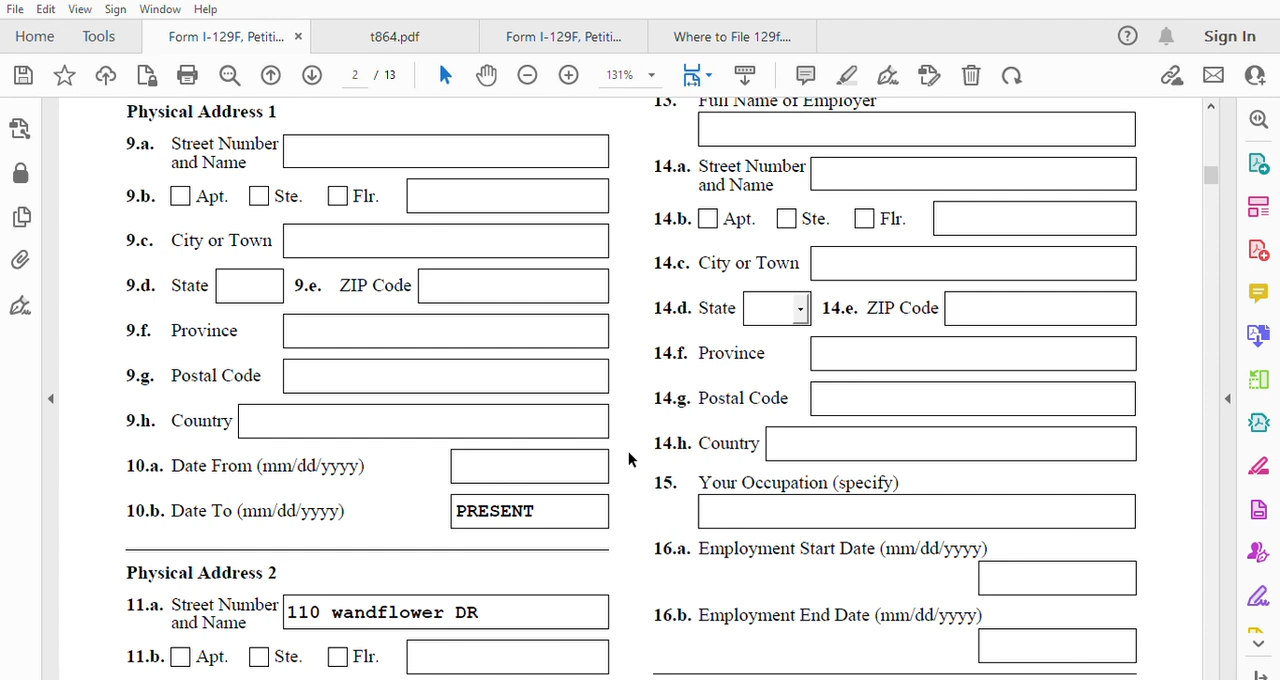 File Edit View Sign Window Help
Home Tools Form I-129F, Petiti... × t864.pdf Form I-129F, Petiti... Where to File 129f.... Sign In
2 / 13 131%
Physical Address 1
9.a. Street Number
and Name
9.b. Apt. Ste. Flr.
9.c. City or Town
9.d. State 9.e. ZIP Code
9.f. Province
9.g. Postal Code
9.h. Country
10.a. Date From (mm/dd/yyyy)
10.b. Date To (mm/dd/yyyy) PRESENT
Physical Address 2
11.a. Street Number
and Name 110 wandflower DR
11.b. Apt. Ste. Flr.
13. Full Name of Employer
14.a. Street Number
and Name
14.b. Apt. Ste. Flr.
14.c. City or Town
14.d. State 14.e. ZIP Code
14.f. Province
14.g. Postal Code
14.h. Country
15. Your Occupation (specify)
16.a. Employment Start Date (mm/dd/yyyy)
16.b. Employment End Date (mm/dd/yyyy)